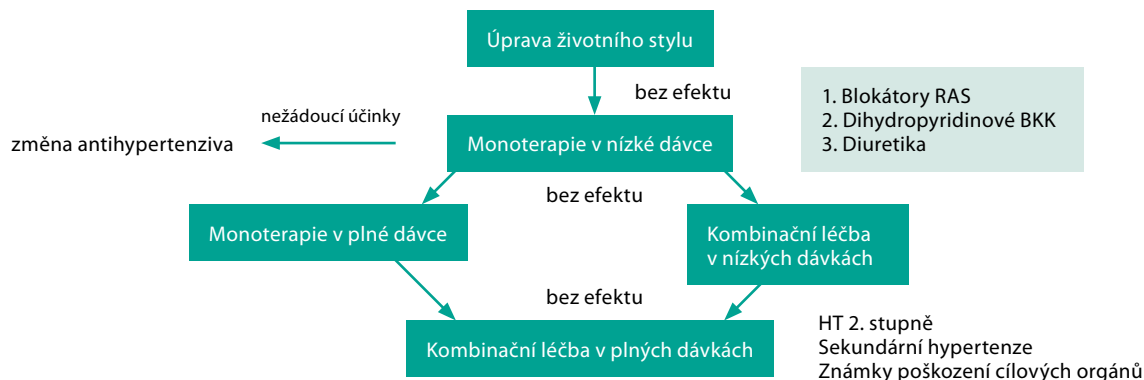 Úprava životního stylu
bez efektu
1. Blokátory RAS
2. Dihydropyridinové BKK
3. Diuretika
nežádoucí účinky
změna antihypertenziva
Monoterapie v nízké dávce
bez efektu
Monoterapie v plné dávce
Kombinační léčba
v nízkých dávkách
bez efektu
Kombinační léčba v plných dávkách
HT 2. stupně
Sekundární hypertenze
Známky poškození cílových orgánů